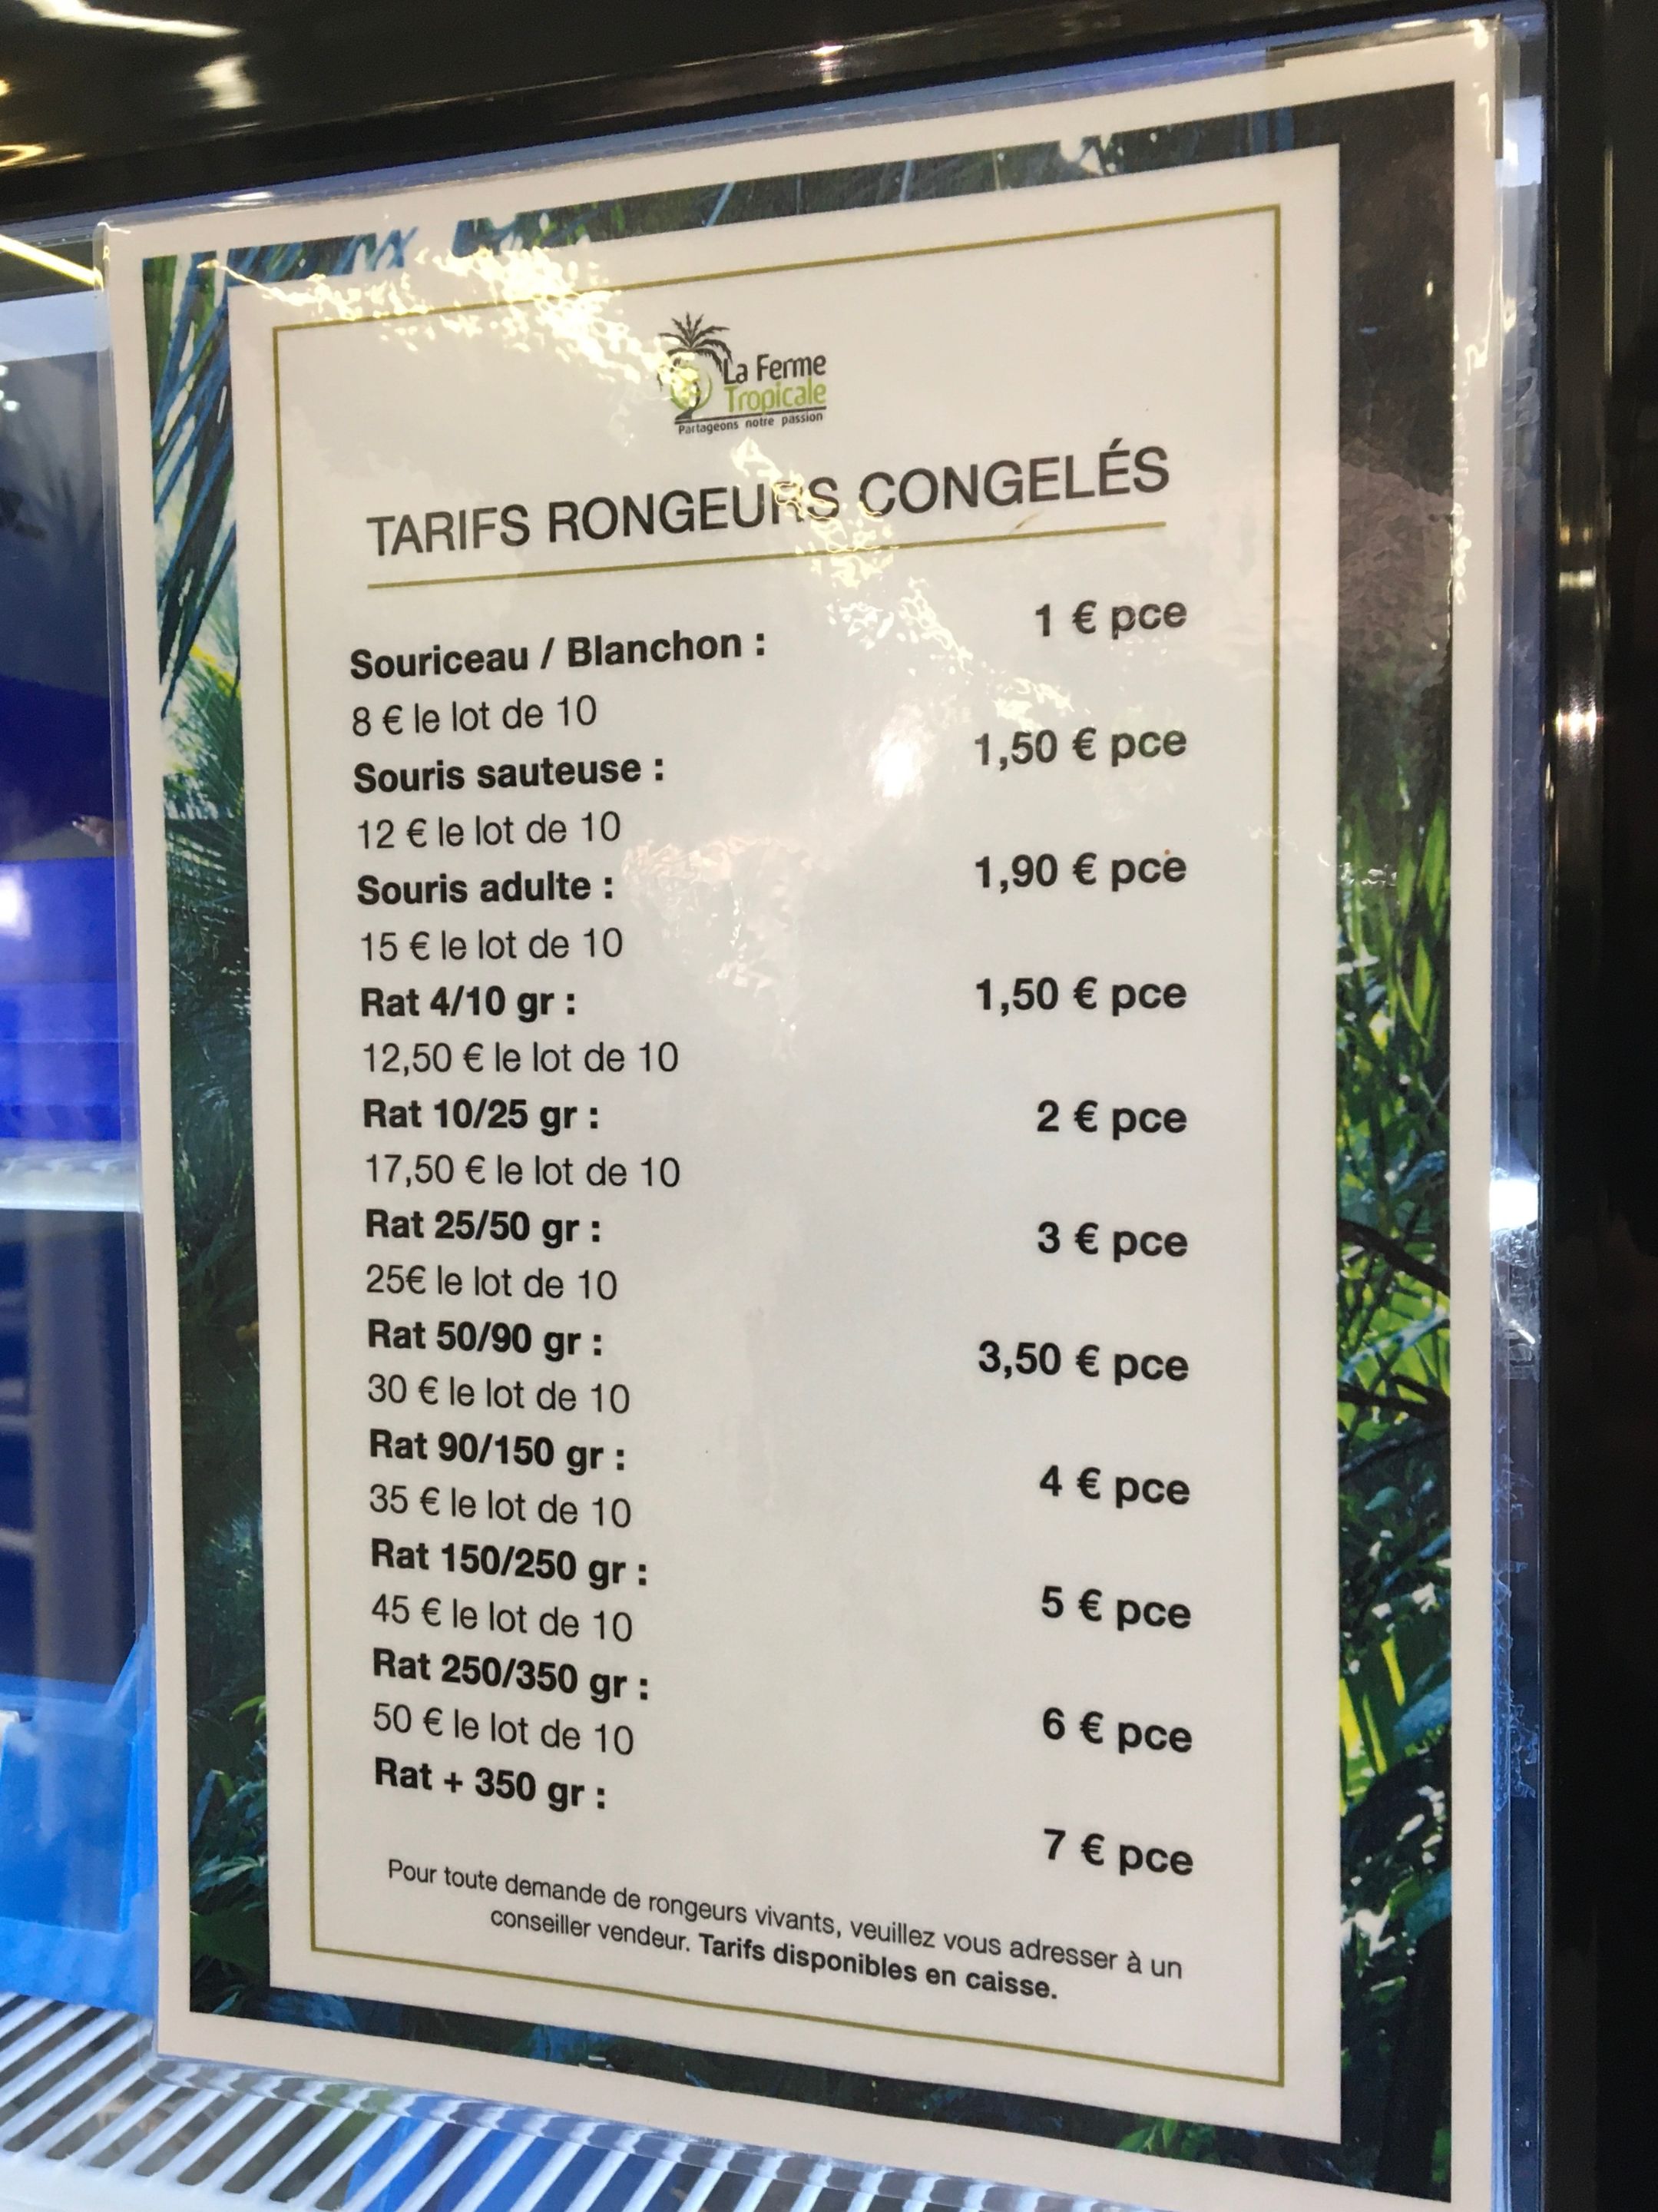 La Ferme
Tropicale
Partageons notre passion
TARIFS RONGEURS CONGELÉS
Souriceau / Blanchon : 1 € pce
8 € le lot de 10
Souris sauteuse : 1,50 € pce
12 € le lot de 10
Souris adulte : 1,90 € pce
15 € le lot de 10
Rat 4/10 gr : 1,50 € pce
12,50 € le lot de 10
Rat 10/25 gr : 2 € pce
17,50 € le lot de 10
Rat 25/50 gr : 3 € pce
25€ le lot de 10
Rat 50/90 gr : 3,50 € pce
30 € le lot de 10
Rat 90/150 gr : 4 € pce
35 € le lot de 10
Rat 150/250 gr : 5 € pce
45 € le lot de 10
Rat 250/350 gr : 6 € pce
50 € le lot de 10
Rat + 350 gr : 7 € pce
Pour toute demande de rongeurs vivants, veuillez vous adresser à un
conseiller vendeur. Tarifs disponibles en caisse.